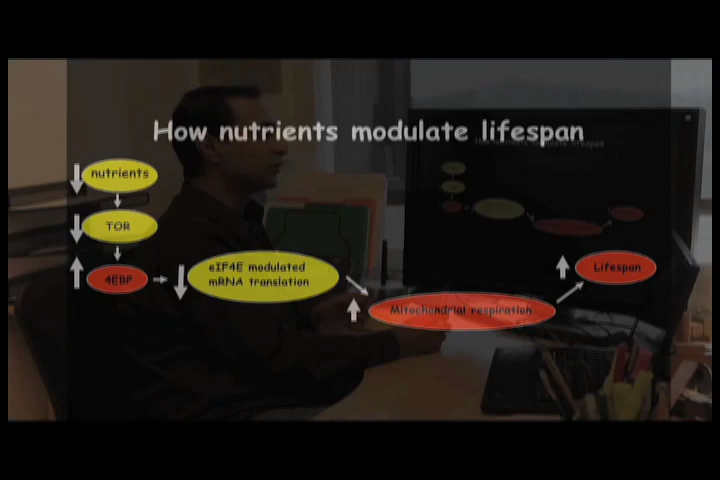 How nutrients modulate lifespan
nutrients
TOR
4EBP
eIF4E modulated
mRNA translation
Mitochondrial respiration
Lifespan